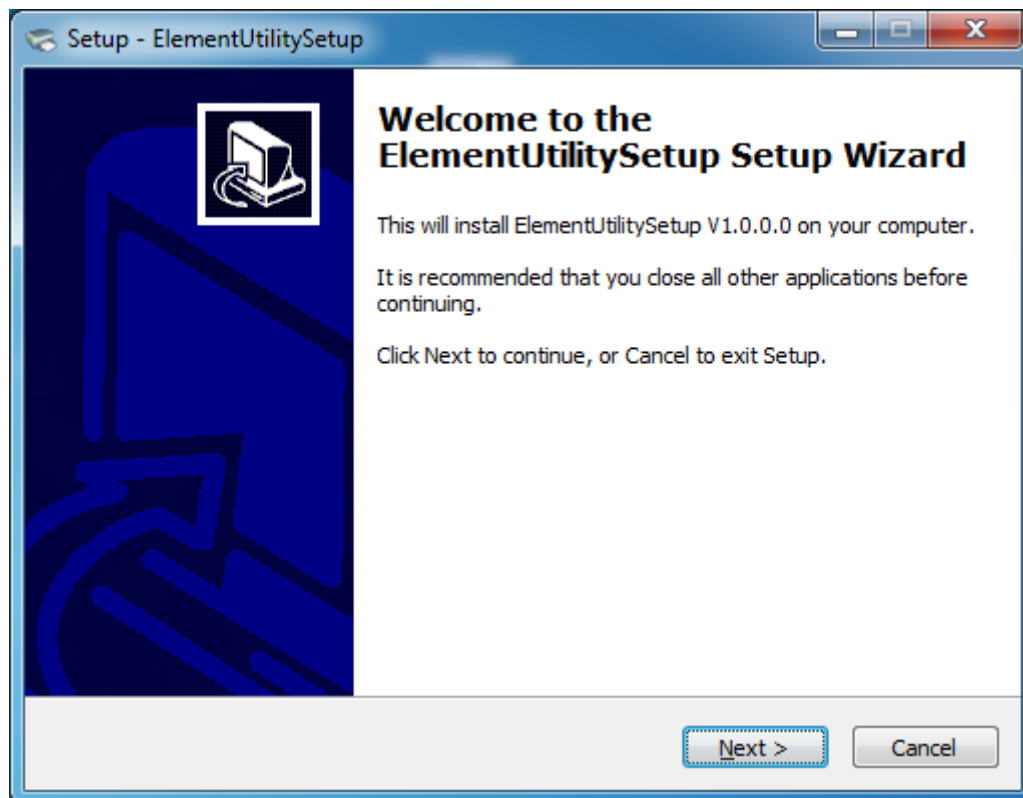 Setup - ElementUtilitySetup
Welcome to the
ElementUtilitySetup Setup Wizard
This will install ElementUtilitySetup V1.0.0.0 on your computer.
It is recommended that you close all other applications before
continuing.
Click Next to continue, or Cancel to exit Setup.
Next >
Cancel